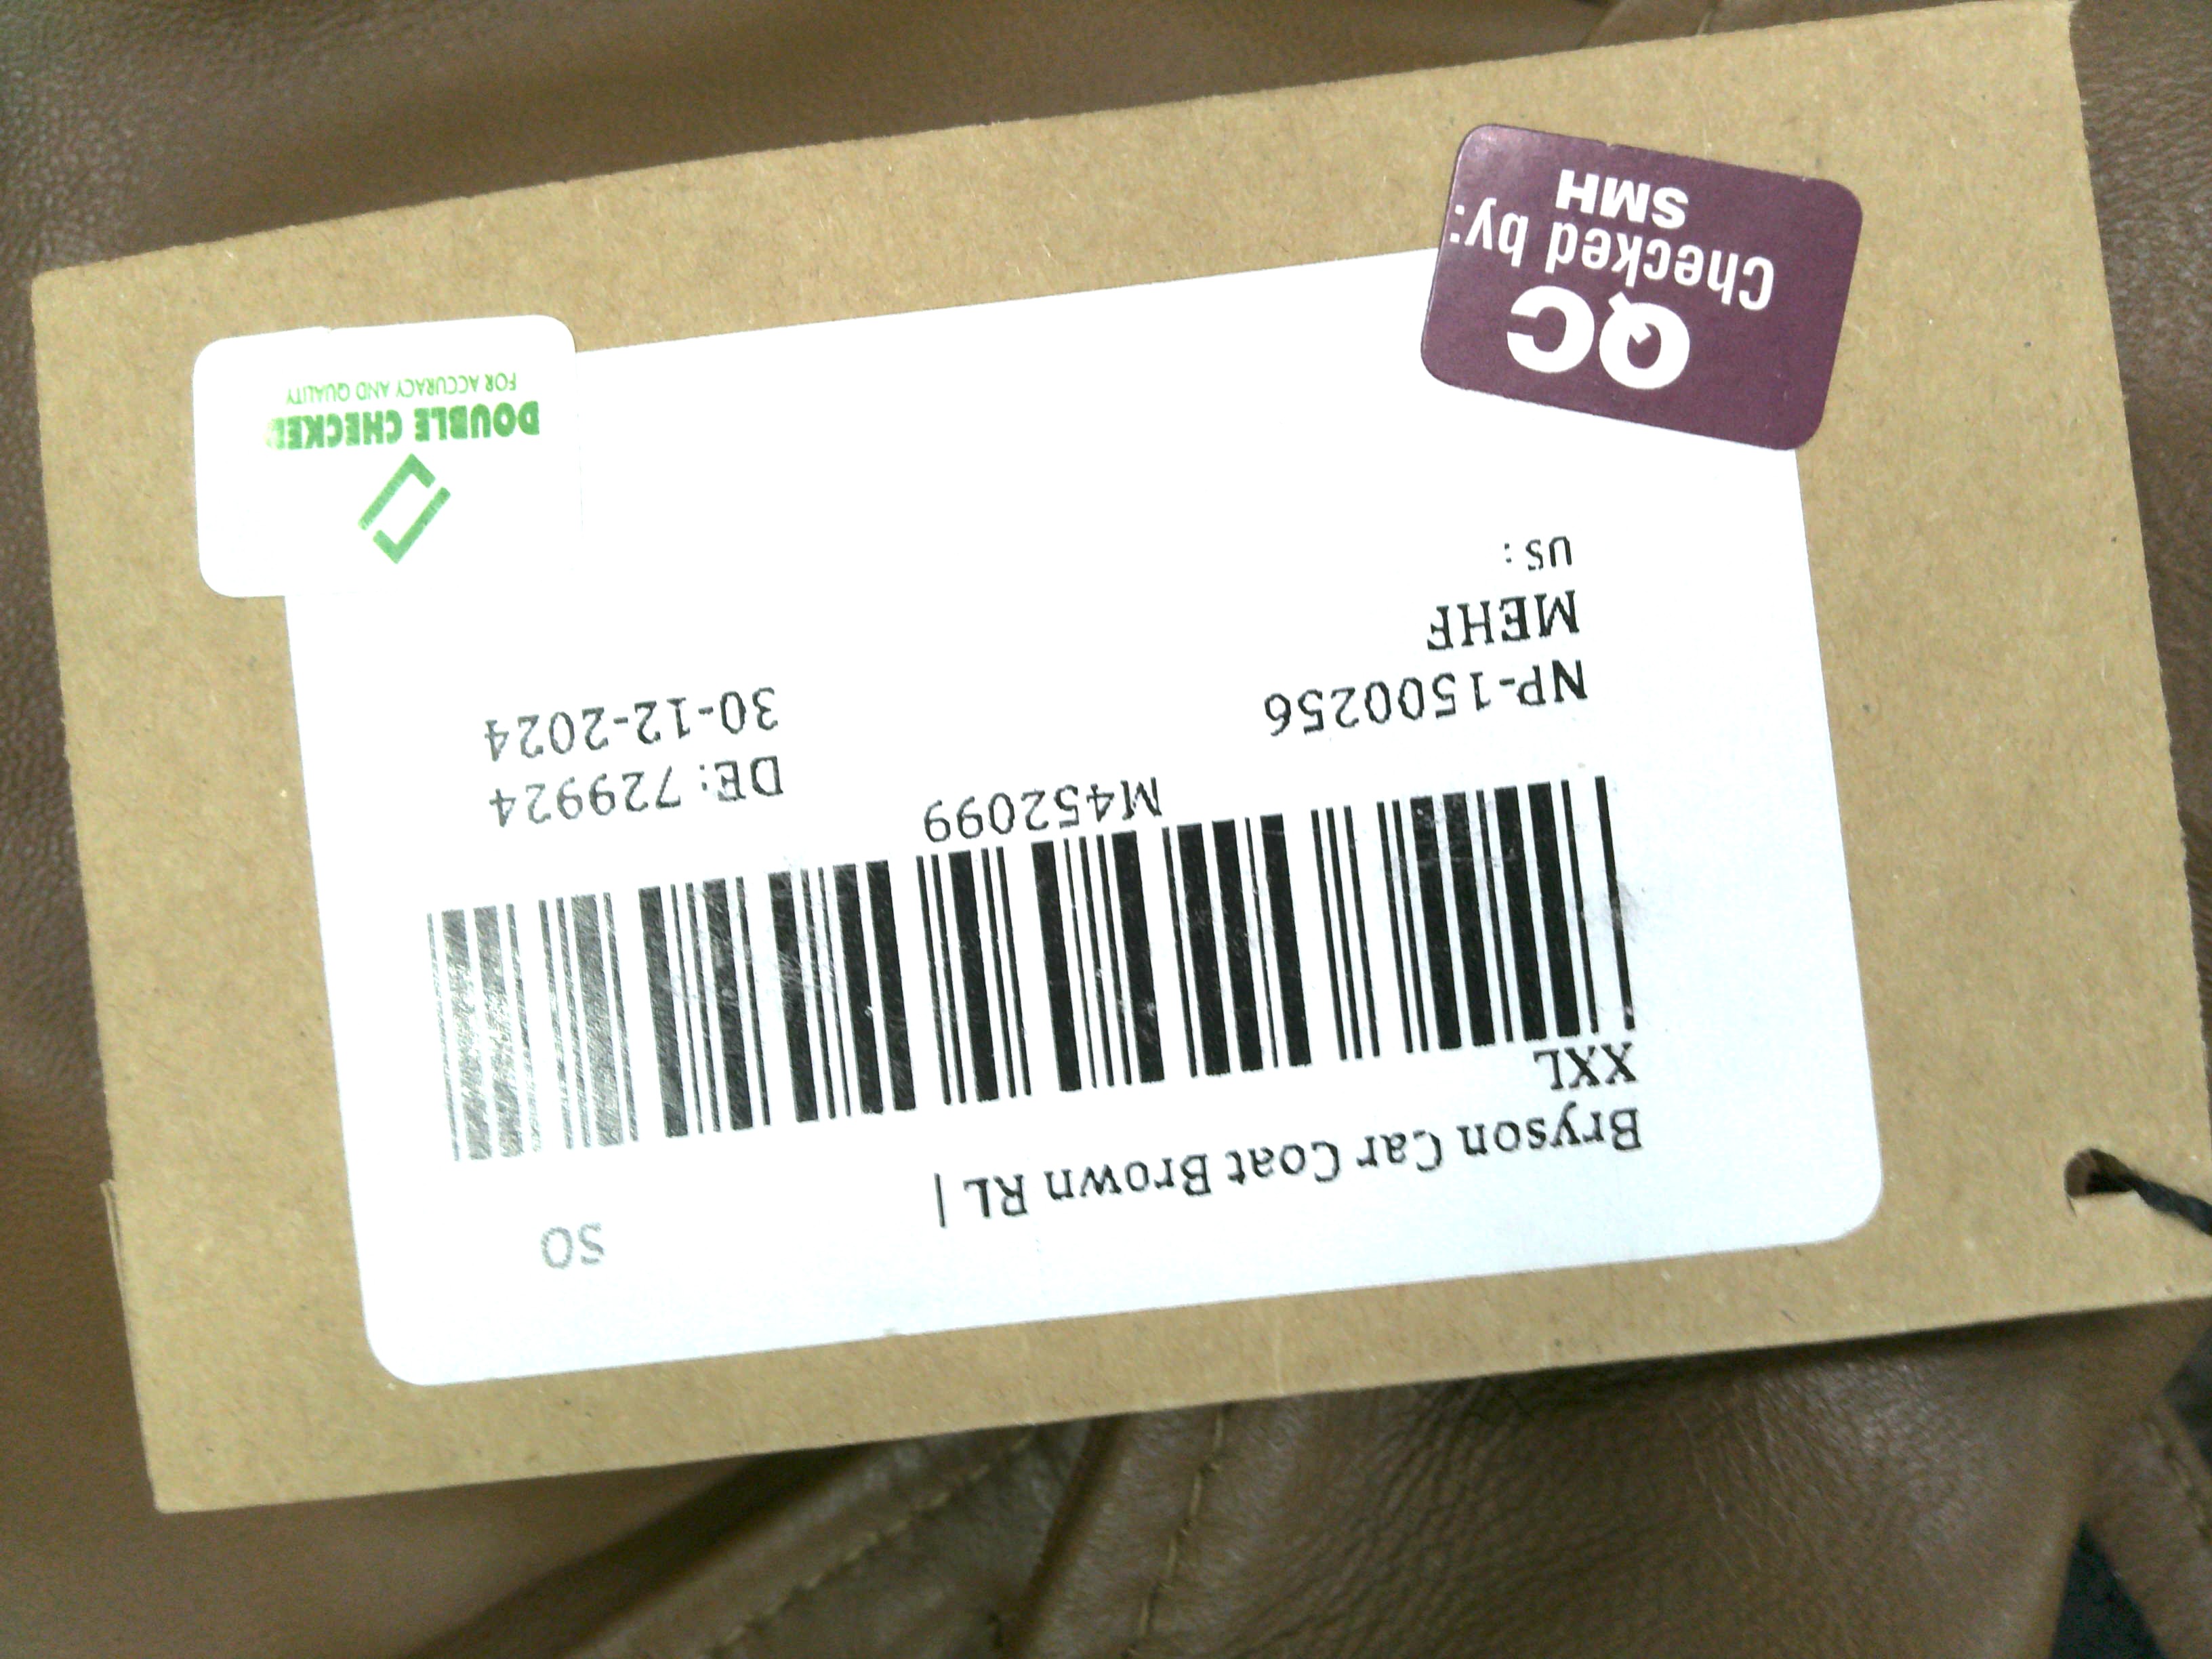 SO
Bryson Car Coat Brown RL |
XXL
M452099
DE: 729924
NP-1500256
30-12-2024
MEHF
US :
QC
Checked by:
SMH
DOUBLE CHECKED
FOR ACCURACY AND QUALITY